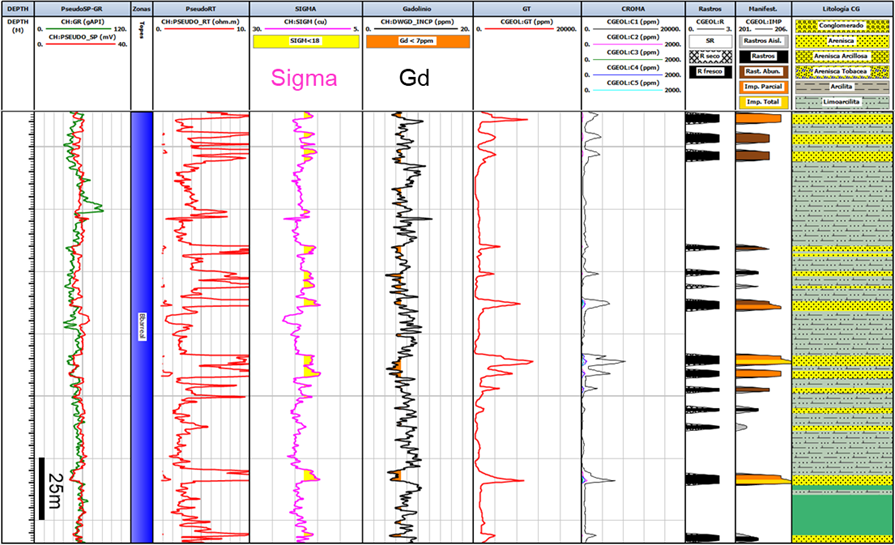 DEPTH PseudoSP-GR Zonas PseudoRT SIGMA Gadolinio GT CROMA Rastros Manifest. Litología CG
DEPTH (M)
0. CH:GR (gAPI) 120.
0. CH:PSEUDO_SP (mV) 40.
Topes
0. CH:PSEUDO_RT (ohm.m) 10.
30. CH:SIGM (cu) 5.
SIGM<18
Sigma
0. CH:DWGD_INCP (ppm) 20.
Gd < 7ppm
Gd
0. CGEOL:GT (ppm) 20000.
CGEOL:C1 (ppm)
0. 20000.
CGEOL:C2 (ppm)
0. 2000.
CGEOL:C3 (ppm)
0. 2000.
CGEOL:C4 (ppm)
0. 2000.
CGEOL:C5 (ppm)
0. 2000.
CGEOL:R
0. 3.
SR
R seco
R fresco
CGEOL:IMP
201. 206.
Rastros Aisl.
Rastros
Rast. Abun.
Imp. Parcial
Imp. Total
Conglomerado
Arenisca
Arenisca Arcillosa
Arenisca Tobacea
Arcilita
Limoarcilita
Bbarreal
25m